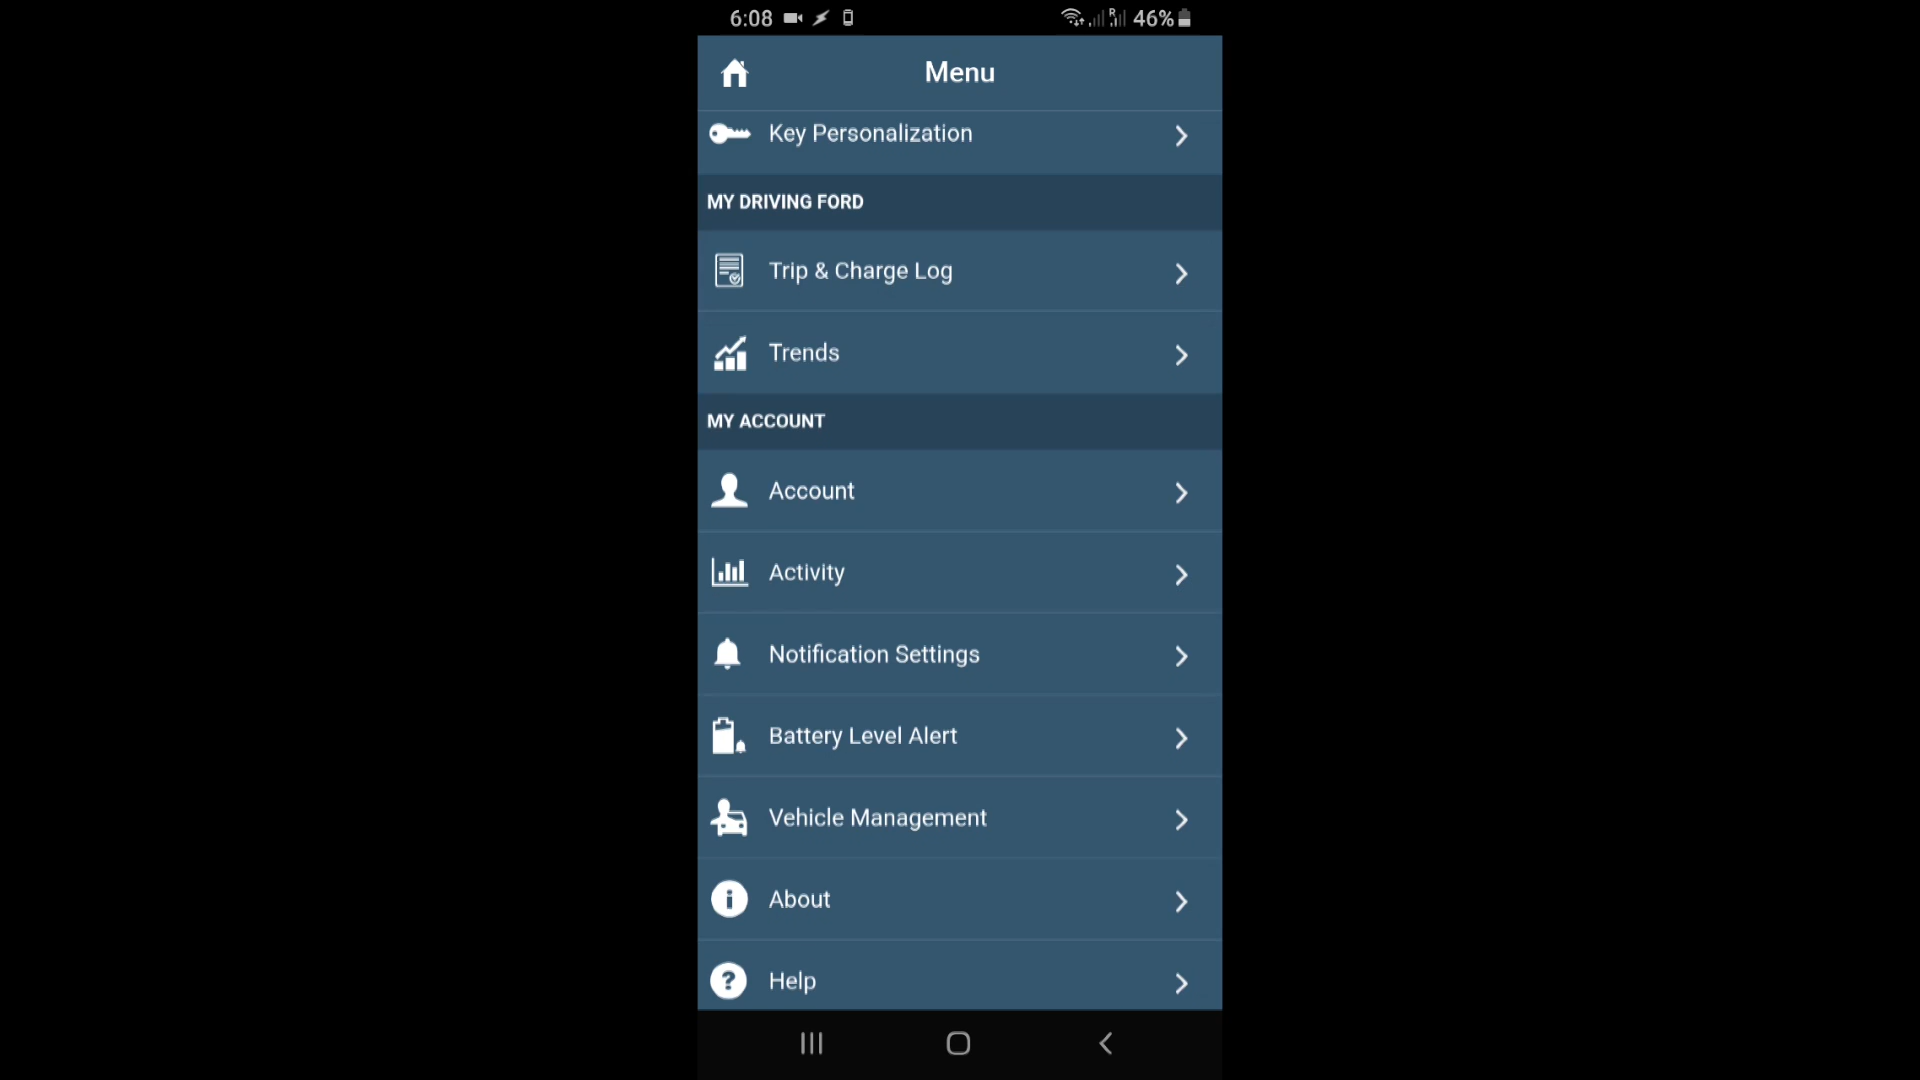 6:08
R
46%
Menu
Key Personalization
MY DRIVING FORD
Trip & Charge Log
Trends
MY ACCOUNT
Account
Activity
Notification Settings
Battery Level Alert
Vehicle Management
About
Help